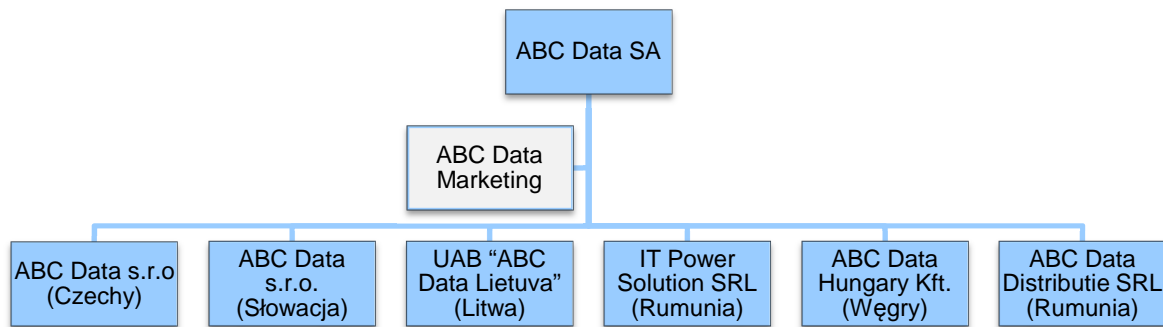 ABC Data SA
ABC Data
Marketing
ABC Data s.r.o
(Czechy)
ABC Data
s.r.o.
(Słowacja)
UAB “ABC
Data Lietuva”
(Litwa)
IT Power
Solution SRL
(Rumunia)
ABC Data
Hungary Kft.
(Węgry)
ABC Data
Distributie SRL
(Rumunia)